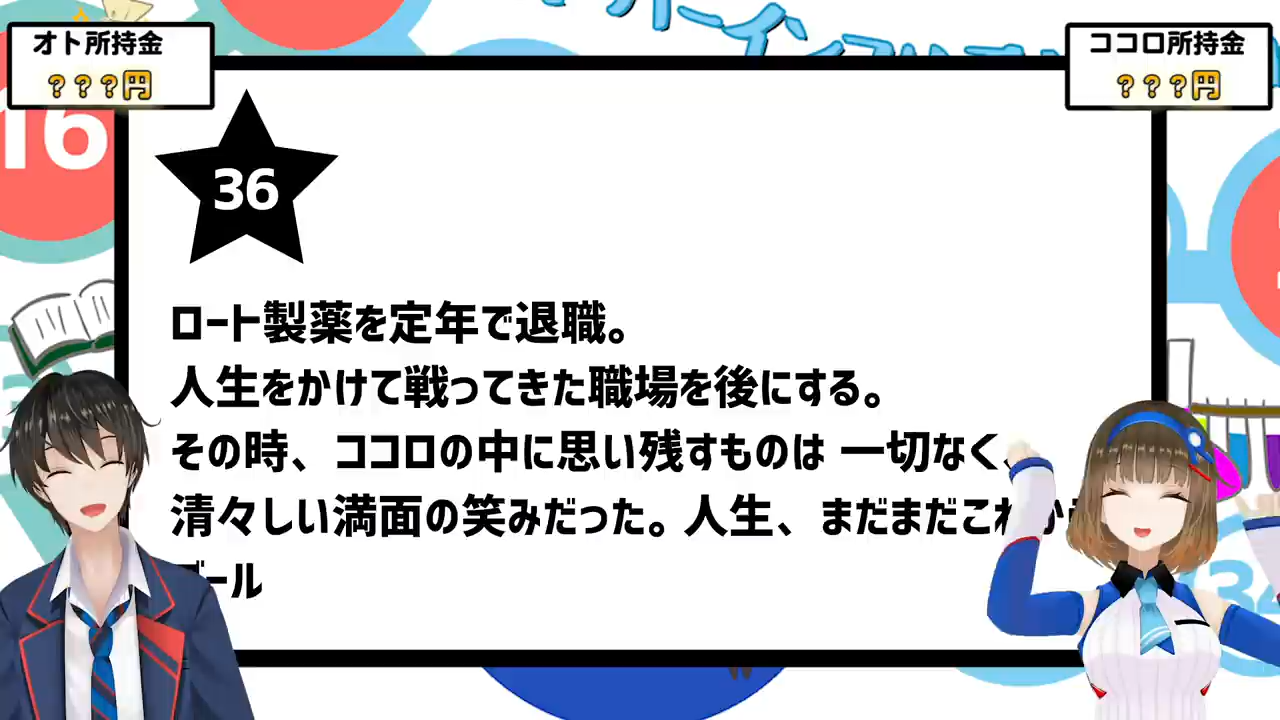 オト所持金
???円
ココロ所持金
???円
16
36
ロート製薬を定年で退職。
人生をかけて戦ってきた職場を後にする。
その時、ココロの中に思い残すものは 一切なく、
清々しい満面の笑みだった。人生、まだまだこれから
ゴール
34